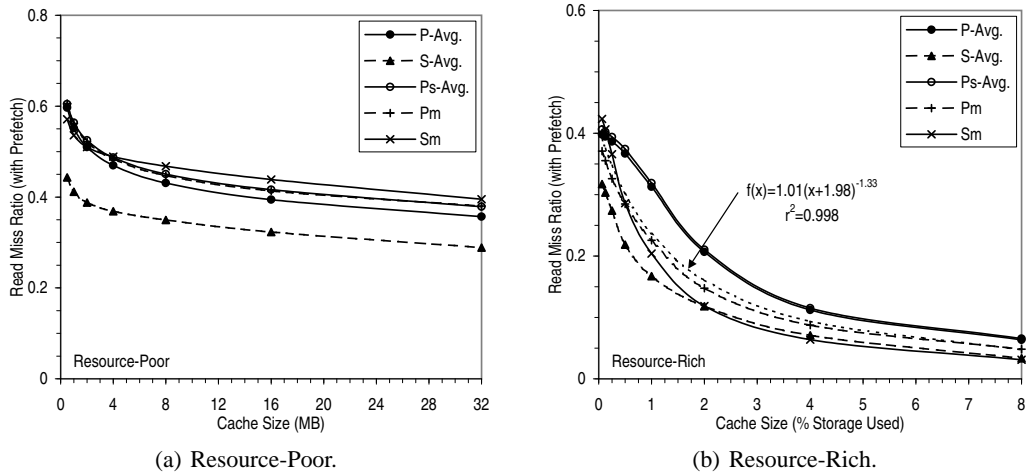 0.8
0.6
0.4
0.2
0
Read Miss Ratio (with Prefetch)
P-Avg.
S-Avg.
Ps-Avg.
Pm
Sm
Resource-Poor
0 4 8 12 16 20 24 28 32
Cache Size (MB)
(a) Resource-Poor.
0.6
0.4
0.2
0
Read Miss Ratio (with Prefetch)
P-Avg.
S-Avg.
Ps-Avg.
Pm
Sm
f(x)=1.01(x+1.98)^-1.33
r²=0.998
Resource-Rich
0 1 2 3 4 5 6 7 8
Cache Size (% Storage Used)
(b) Resource-Rich.